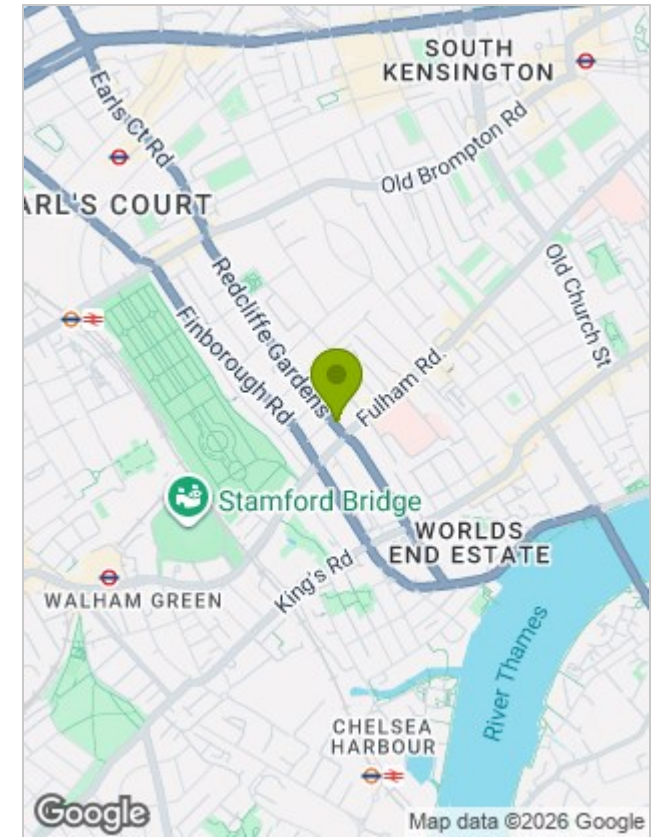 SOUTH
KENSINGTON
Earls Ct Rd
Old Brompton Rd
ARL'S COURT
Old Church St
Redcliffe Gardens
Finborough Rd
Fulham Rd.
Stamford Bridge
WORLDS
END ESTATE
King's Rd
WALHAM GREEN
River Thames
CHELSEA
HARBOUR
Google
Map data ©2026 Google